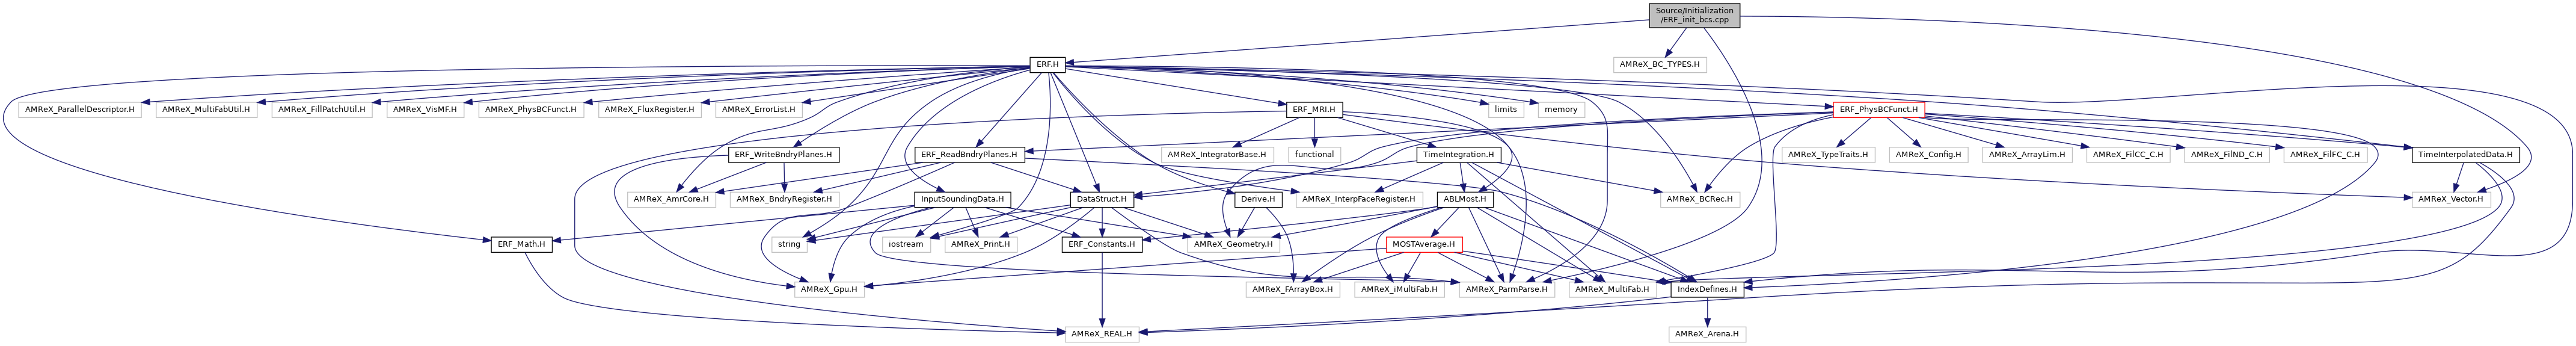 Source/Initialization
/ERF_init_bcs.cpp
ERF.H
AMReX_BC_TYPES.H
AMReX_ParallelDescriptor.H
AMReX_MultiFabUtil.H
AMReX_FillPatchUtil.H
AMReX_VisMF.H
AMReX_PhysBCFunct.H
AMReX_FluxRegister.H
AMReX_ErrorList.H
ERF_MRI.H
limits
memory
ERF_PhysBCFunct.H
ERF_WriteBndryPlanes.H
ERF_ReadBndryPlanes.H
AMReX_IntegratorBase.H
functional
TimeIntegration.H
AMReX_TypeTraits.H
AMReX_Config.H
AMReX_ArrayLim.H
AMReX_FilCC_C.H
AMReX_FilND_C.H
AMReX_FilFC_C.H
TimeInterpolatedData.H
AMReX_AmrCore.H
AMReX_BndryRegister.H
InputSoundingData.H
DataStruct.H
Derive.H
AMReX_InterpFaceRegister.H
ABLMost.H
AMReX_BCRec.H
AMReX_Vector.H
ERF_Math.H
string
iostream
AMReX_Print.H
ERF_Constants.H
AMReX_Geometry.H
MOSTAverage.H
AMReX_Gpu.H
AMReX_FArrayBox.H
AMReX_iMultiFab.H
AMReX_ParmParse.H
AMReX_MultiFab.H
IndexDefines.H
AMReX_REAL.H
AMReX_Arena.H